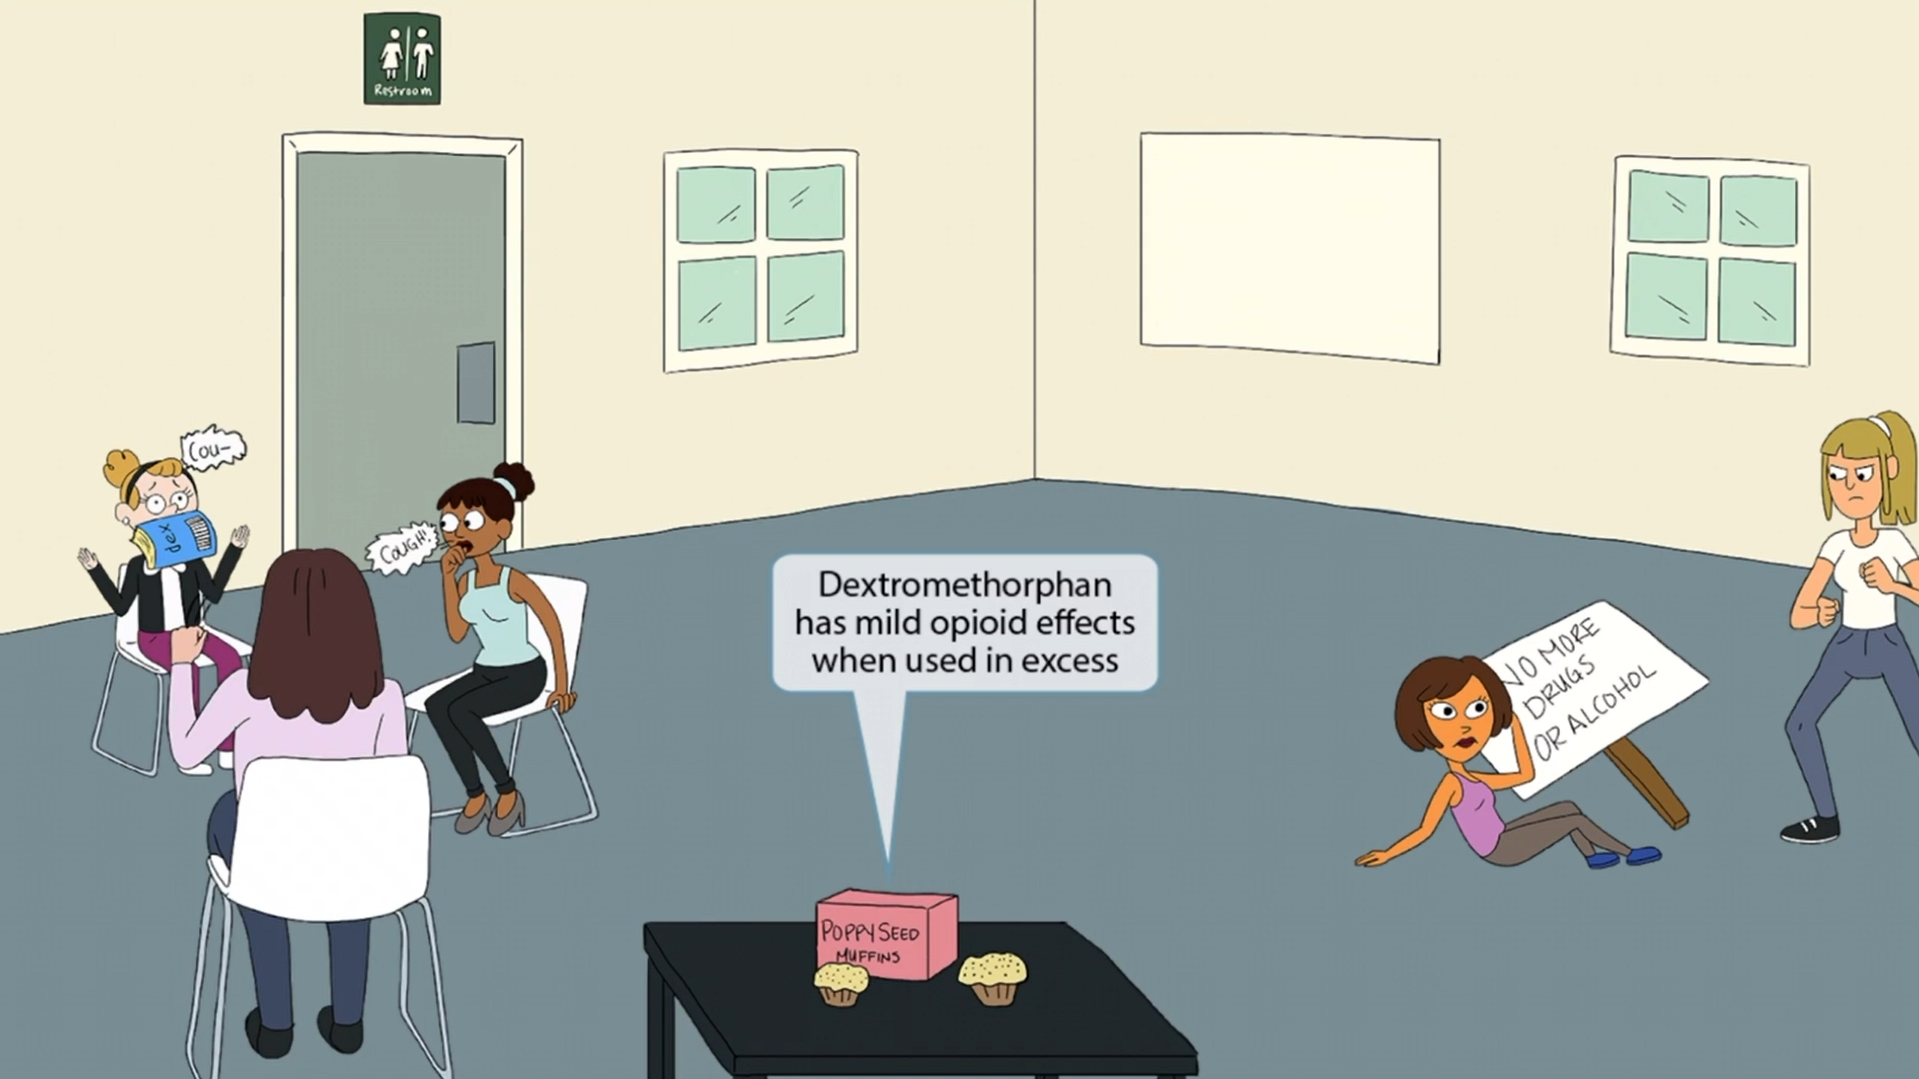 Restroom
Cou-
dex
COUGH!
Dextromethorphan
has mild opioid effects
when used in excess
NO MORE
DRUGS
OR ALCOHOL
POPPY SEED
MUFFINS